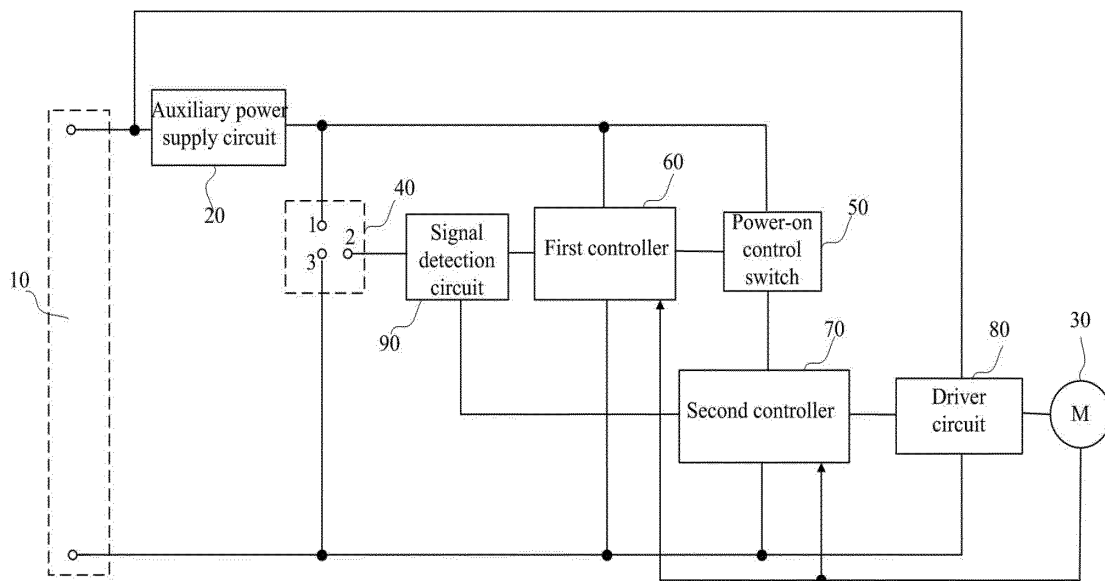 Auxiliary power
supply circuit
20
10
1
2
3
40
Signal
detection
circuit
90
60
First controller
50
Power-on
control
switch
70
Second controller
80
Driver
circuit
30
M